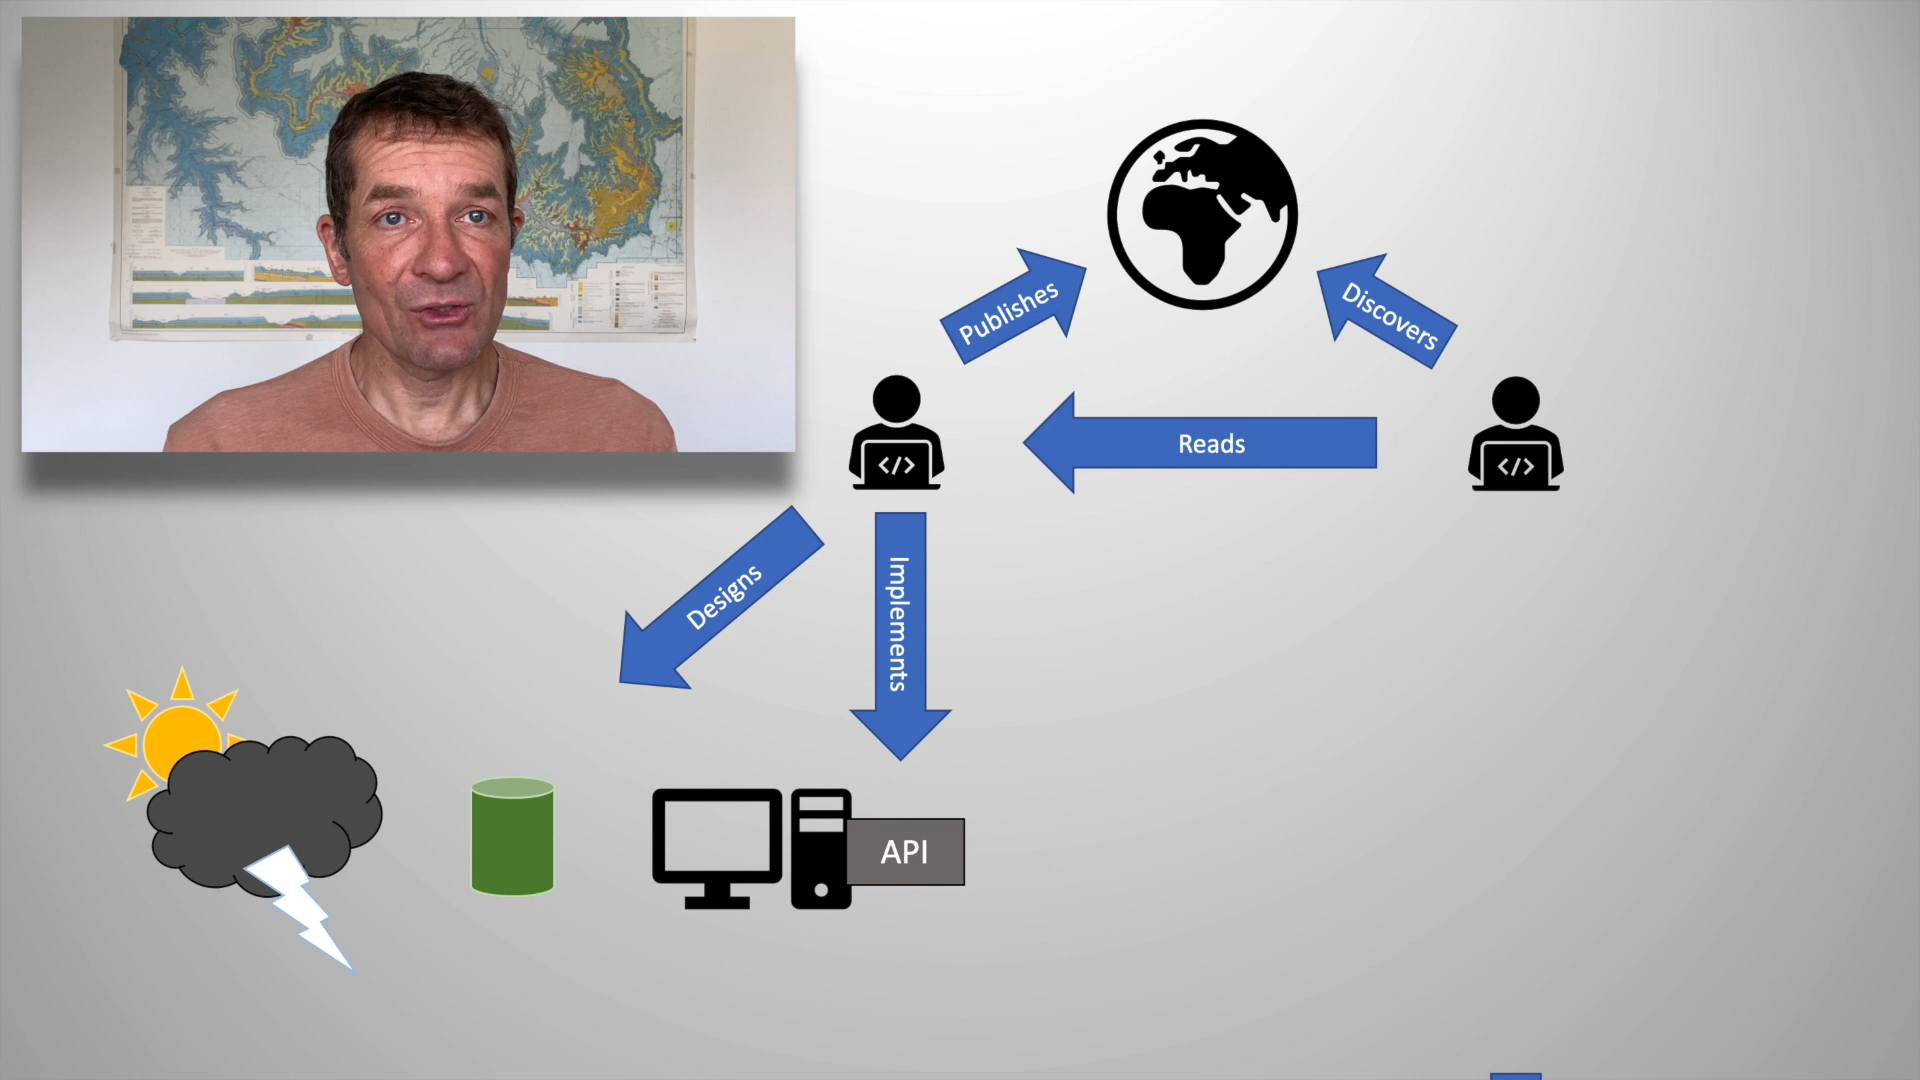 Publishes
Discovers
Reads
</>
</>
Designs
Implements
API